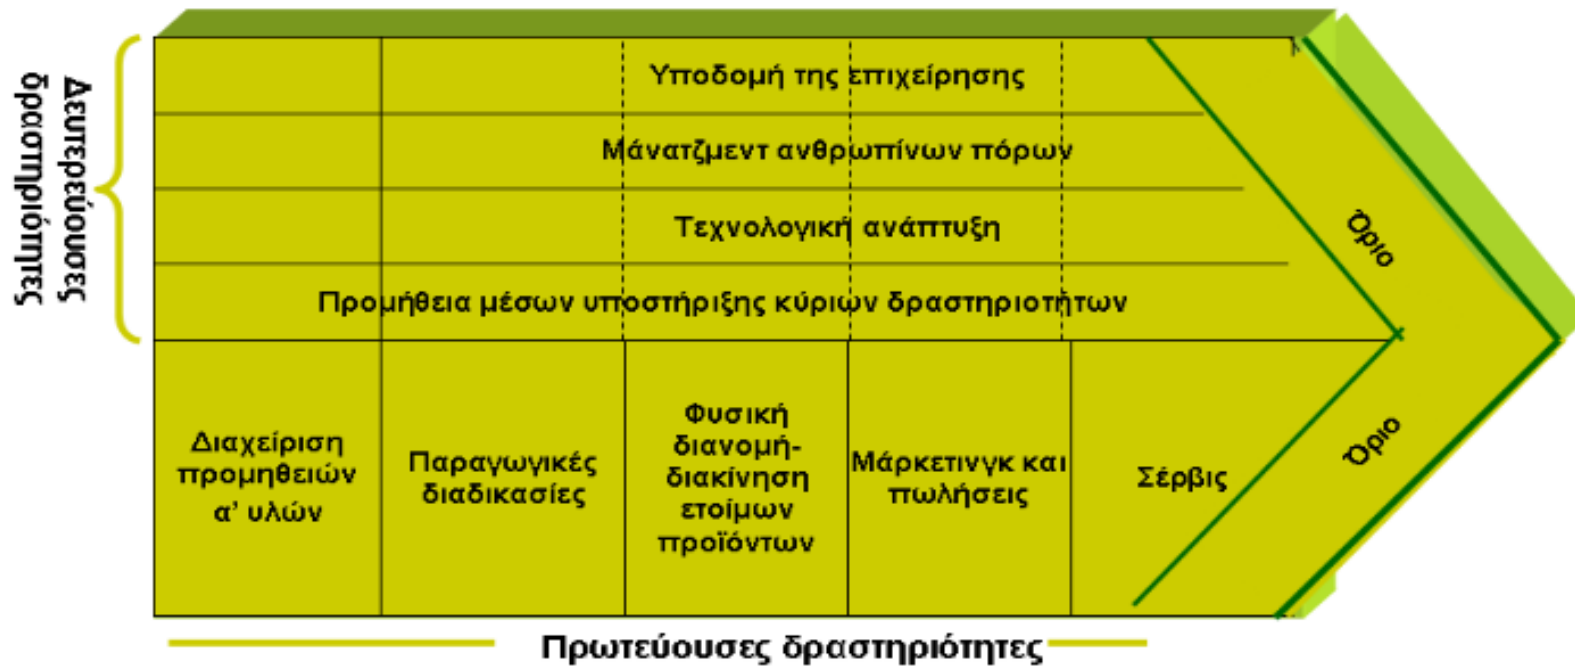 Δευτερεύουσες
δραστηριότητες
Υποδομή της επιχείρησης
Μάνατζμεντ ανθρωπίνων πόρων
Τεχνολογική ανάπτυξη
Προμήθεια μέσων υποστήριξης κύριων δραστηριοτήτων
Όριο
Διαχείριση
προμηθειών
α' υλών
Παραγωγικές
διαδικασίες
Φυσική
διανομή-
διακίνηση
ετοίμων
προϊόντων
Μάρκετινγκ και
πωλήσεις
Σέρβις
Όριο
Πρωτεύουσες δραστηριότητες